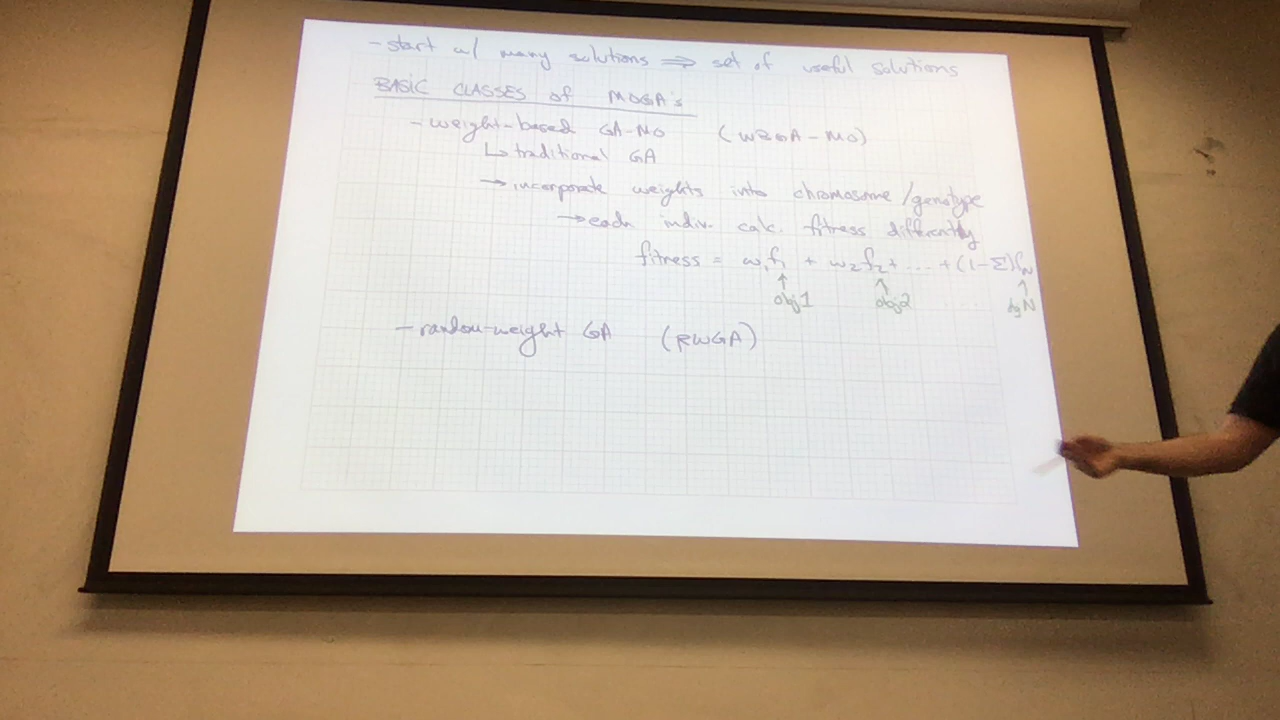 - start w/ many solutions ⇒ set of useful solutions
BASIC CLASSES of MOGA's
- weight-based GA-MO (WBGA-MO)
↳ traditional GA
→ incorporate weights into chromosome/genotype
→ each indiv. calc. fitness differently
fitness = w₁f₁ + w₂f₂ + ... + (1-Σ)f_N
↑ ↑ ↑
obj1 obj2 ... objN
- random-weight GA (RWGA)